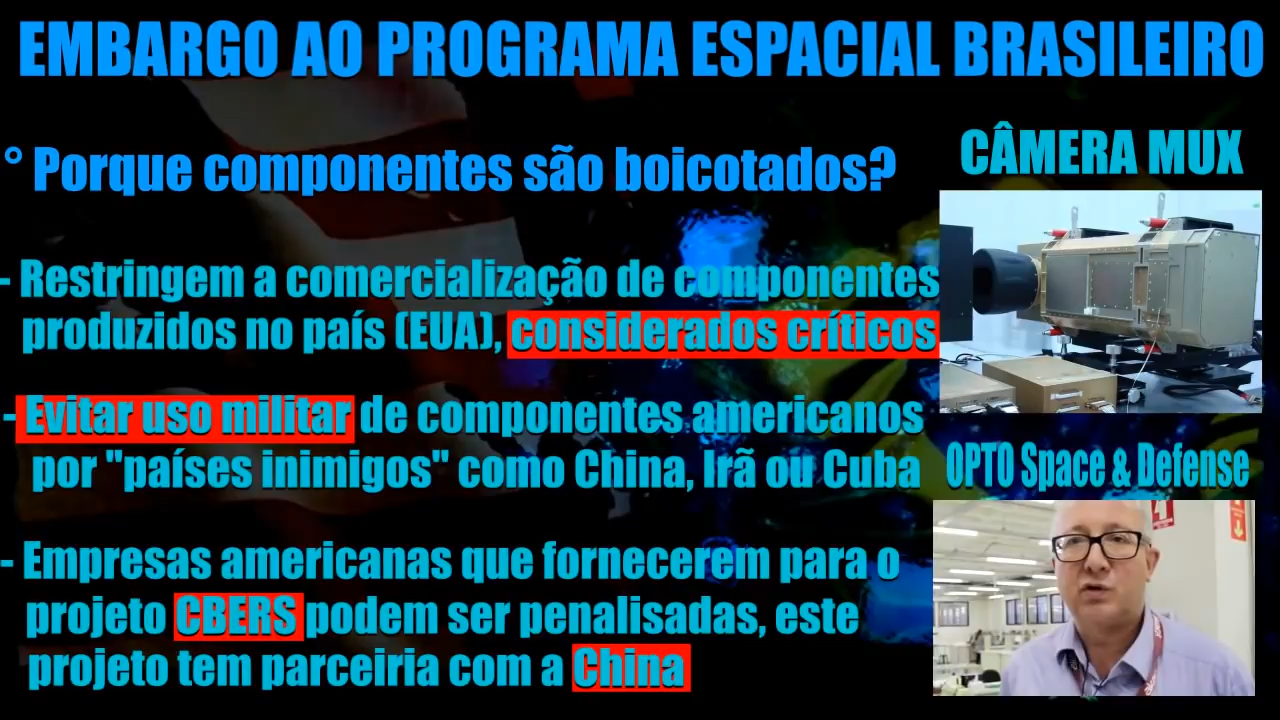 EMBARGO AO PROGRAMA ESPACIAL BRASILEIRO
° Porque componentes são boicotados?
- Restringem a comercialização de componentes
produzidos no país (EUA), considerados críticos
- Evitar uso militar de componentes americanos
por "países inimigos" como China, Irã ou Cuba
- Empresas americanas que fornecerem para o
projeto CBERS podem ser penalisadas, este
projeto tem parceiria com a China
CÂMERA MUX
OPTO Space & Defense
4